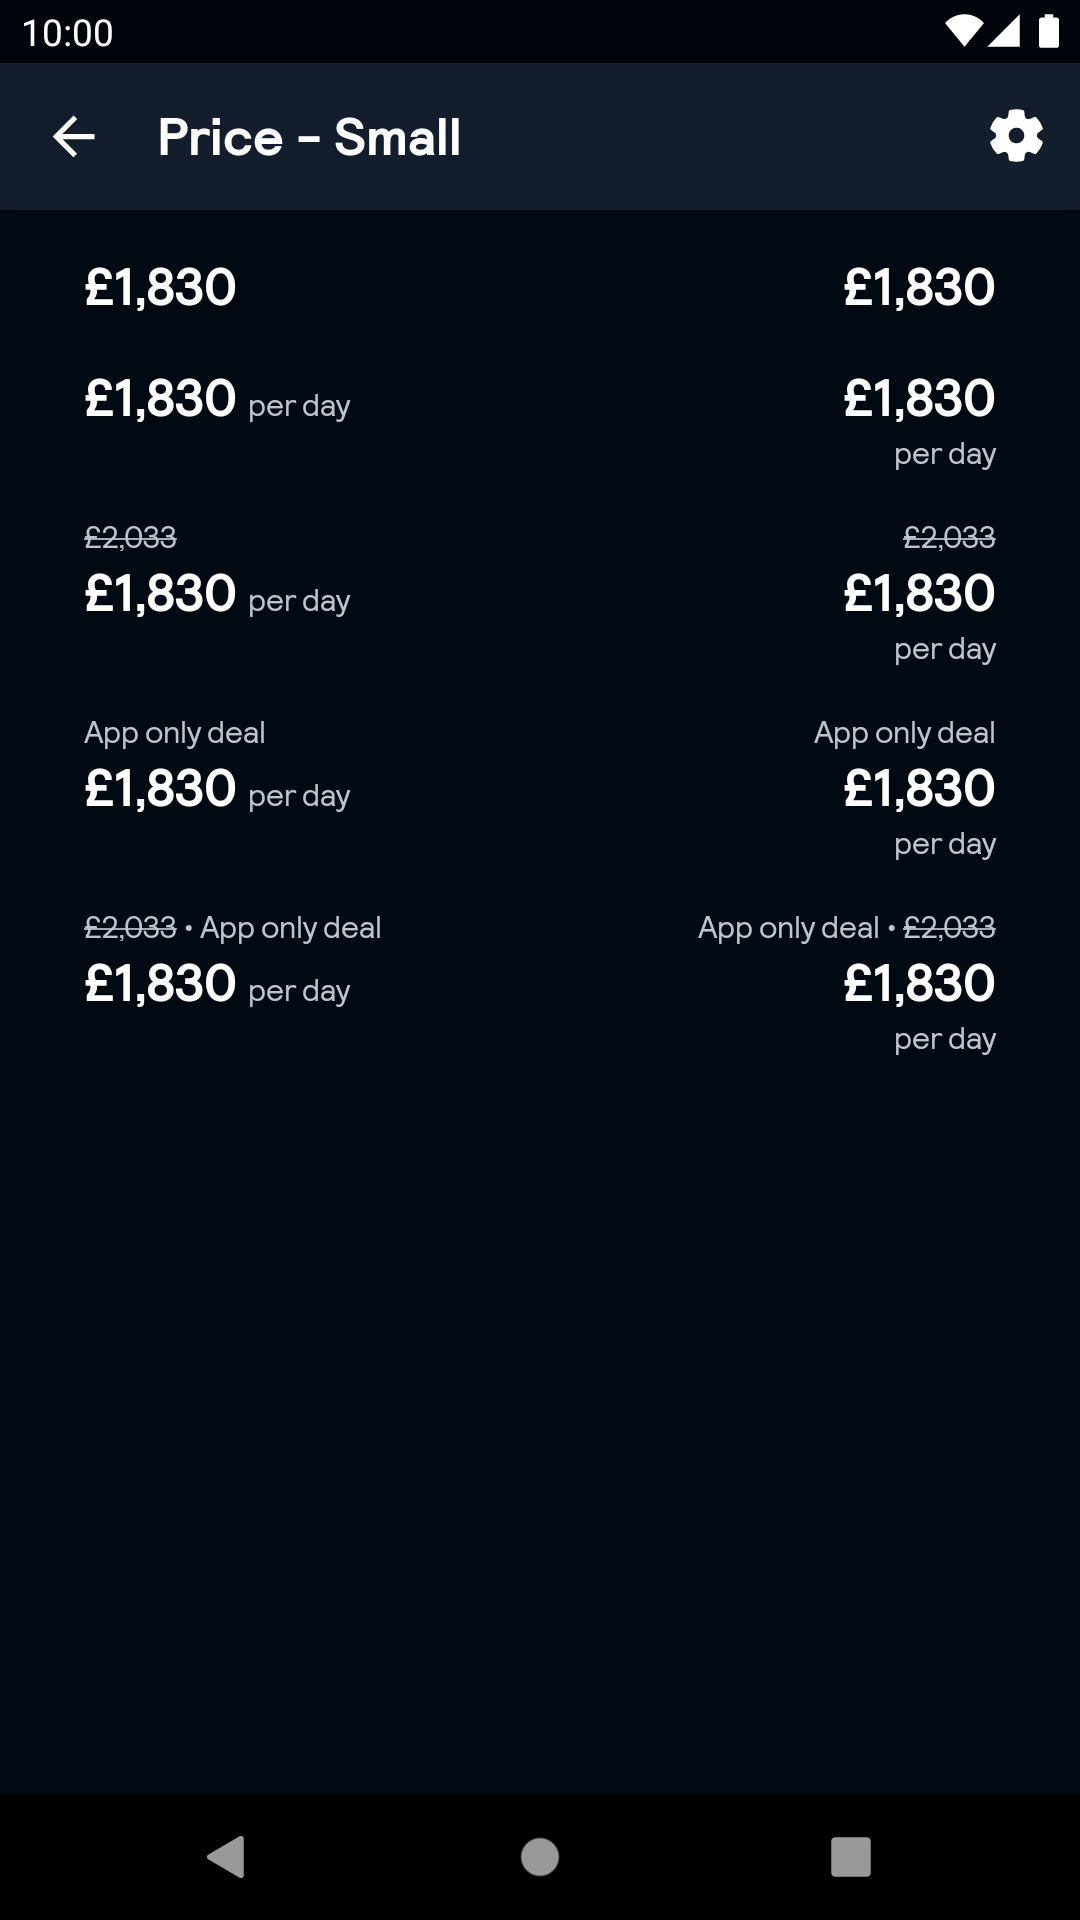 10:00
Price - Small
£1,830 £1,830
£1,830 per day £1,830
per day
£2,033 £2,033
£1,830 per day £1,830
per day
App only deal App only deal
£1,830 per day £1,830
per day
£2,033 • App only deal App only deal • £2,033
£1,830 per day £1,830
per day